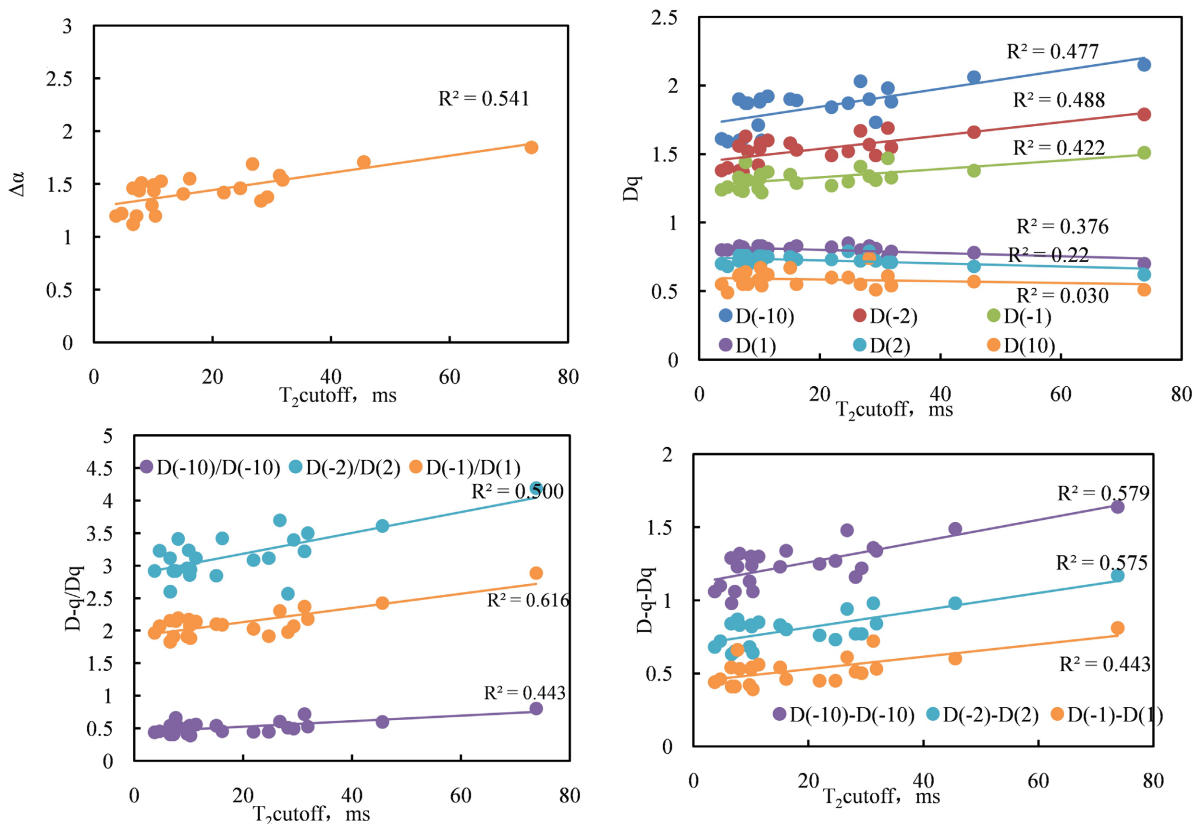 3
2.5
2
1.5
1
0.5
0
Δα
R² = 0.541
0 20 40 60 80
T₂cutoff, ms
2.5
2
1.5
1
0.5
0
Dq
R² = 0.477
R² = 0.488
R² = 0.422
R² = 0.376
R² = 0.22
R² = 0.030
D(-10) D(-2) D(-1)
D(1) D(2) D(10)
0 20 40 60 80
T₂cutoff, ms
5
4.5
4
3.5
3
2.5
2
1.5
1
0.5
0
D-q/Dq
D(-10)/D(-10) D(-2)/D(2) D(-1)/D(1)
R² = 0.500
R² = 0.616
R² = 0.443
0 20 40 60 80
T₂cutoff, ms
2
1.5
1
0.5
0
D-q-Dq
R² = 0.579
R² = 0.575
R² = 0.443
D(-10)-D(-10) D(-2)-D(2) D(-1)-D(1)
0 20 40 60 80
T₂cutoff, ms